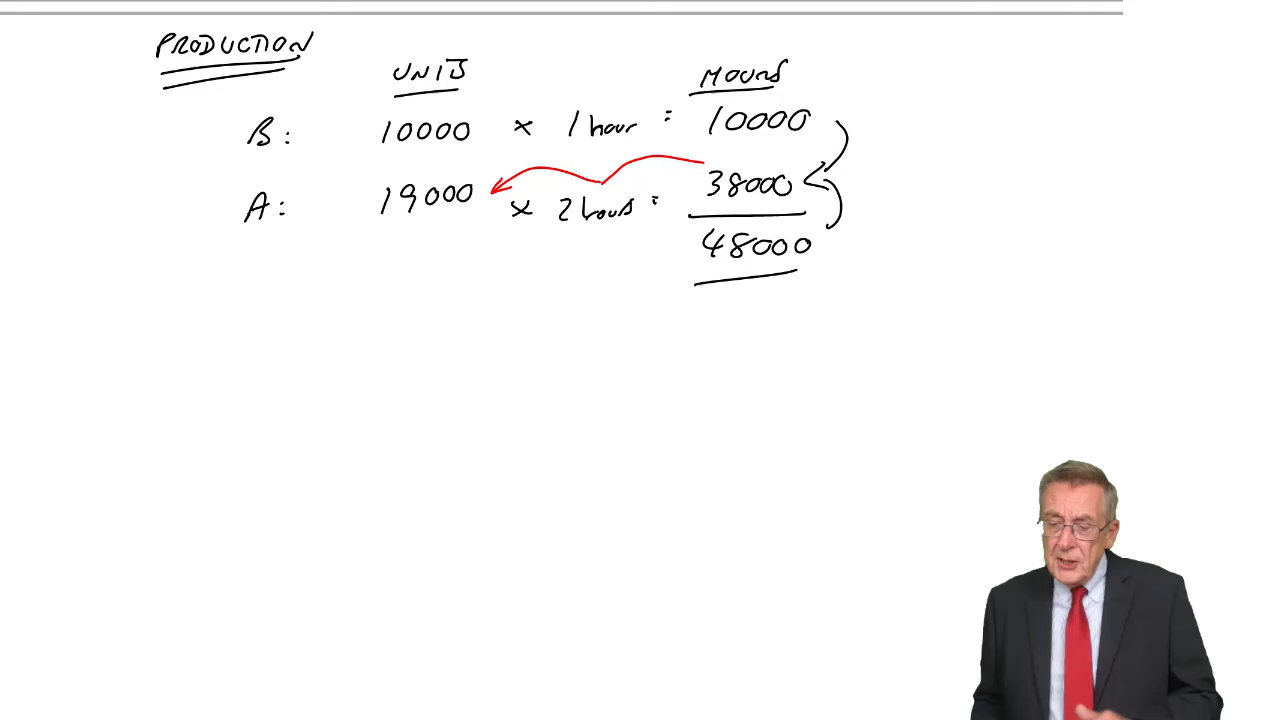 PRODUCTION
UNITS HOURS
B: 10000 × 1 hour = 10000
A: 19000 × 2 hours = 38000
48000